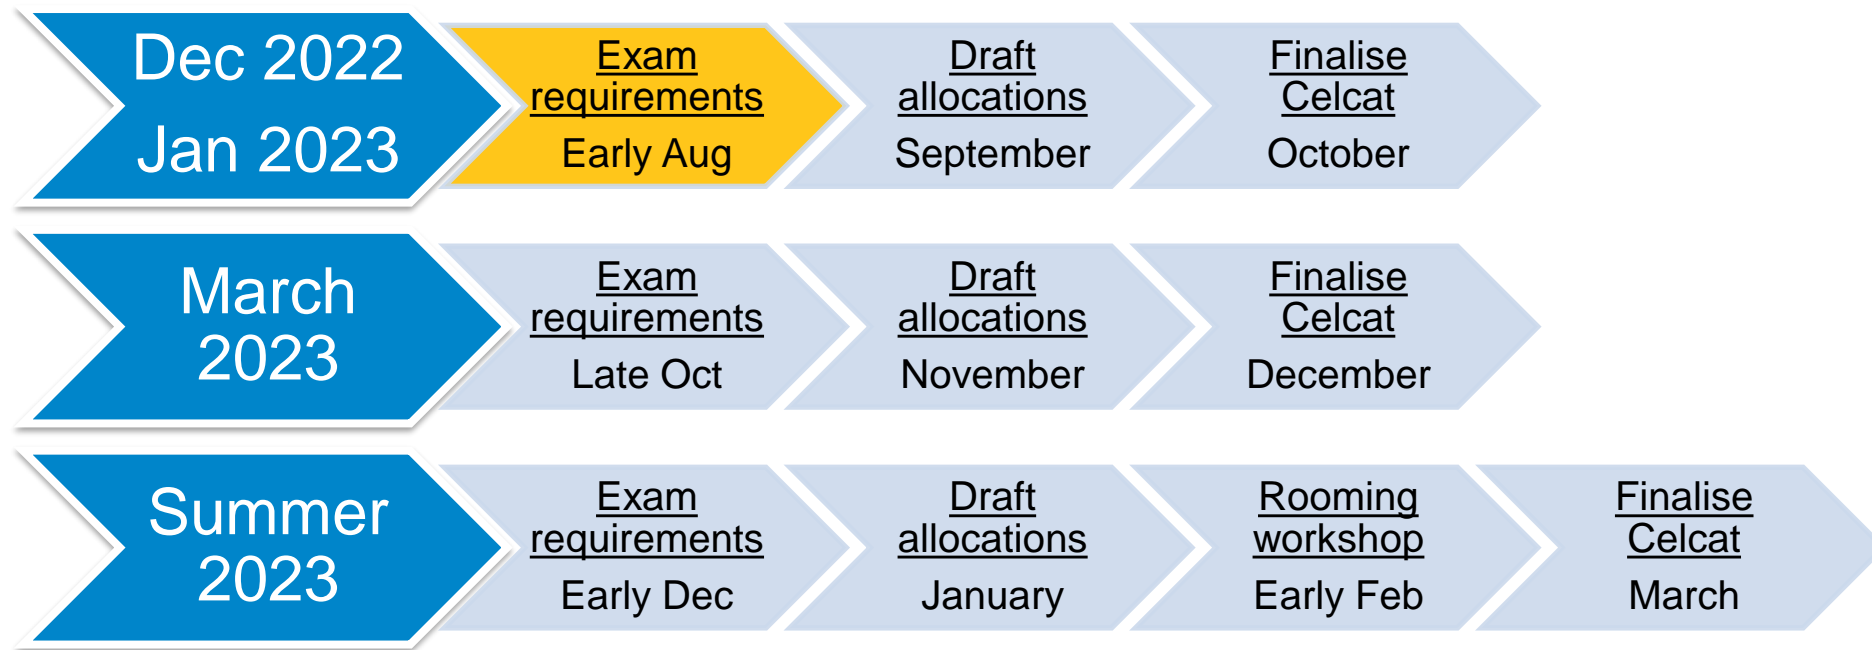 Dec 2022
Jan 2023
Exam
requirements
Early Aug
Draft
allocations
September
Finalise
Celcat
October
March
2023
Exam
requirements
Late Oct
Draft
allocations
November
Finalise
Celcat
December
Summer
2023
Exam
requirements
Early Dec
Draft
allocations
January
Rooming
workshop
Early Feb
Finalise
Celcat
March